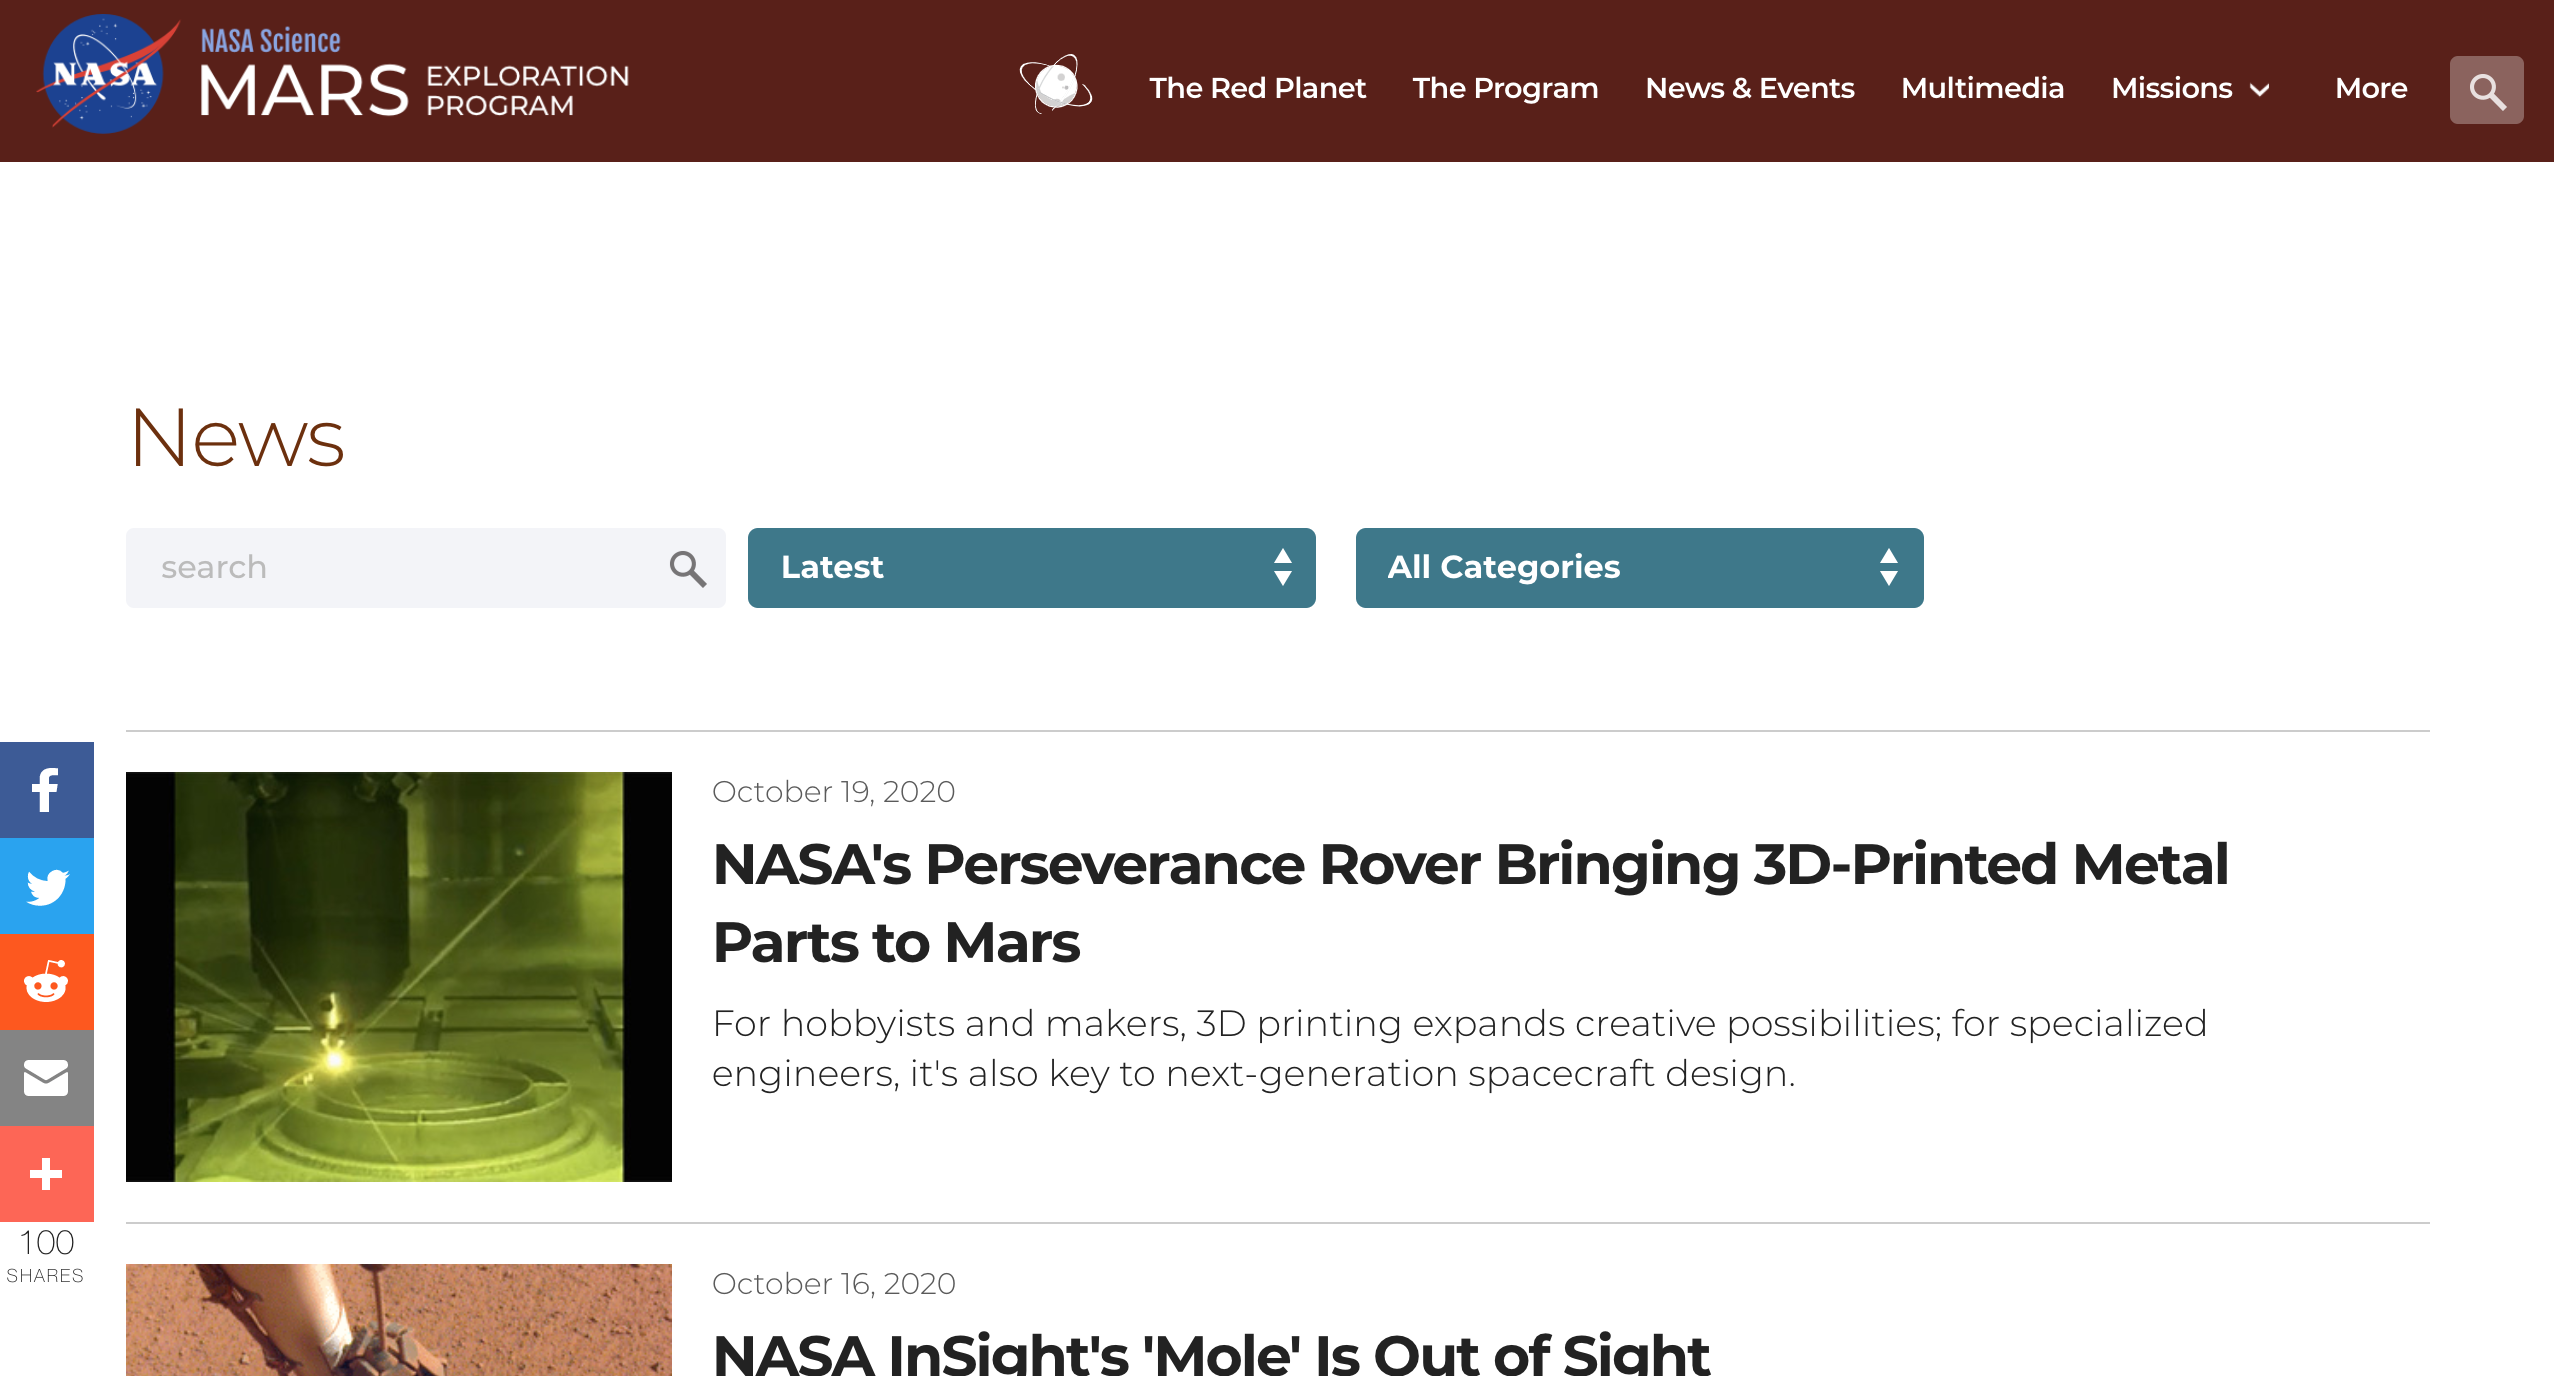 NASA
NASA Science
MARS EXPLORATION
PROGRAM
The Red Planet
The Program
News & Events
Multimedia
Missions
More
News
search
Latest
All Categories
October 19, 2020
NASA's Perseverance Rover Bringing 3D-Printed Metal
Parts to Mars
For hobbyists and makers, 3D printing expands creative possibilities; for specialized
engineers, it's also key to next-generation spacecraft design.
100
SHARES
October 16, 2020
NASA InSight's 'Mole' Is Out of Sight